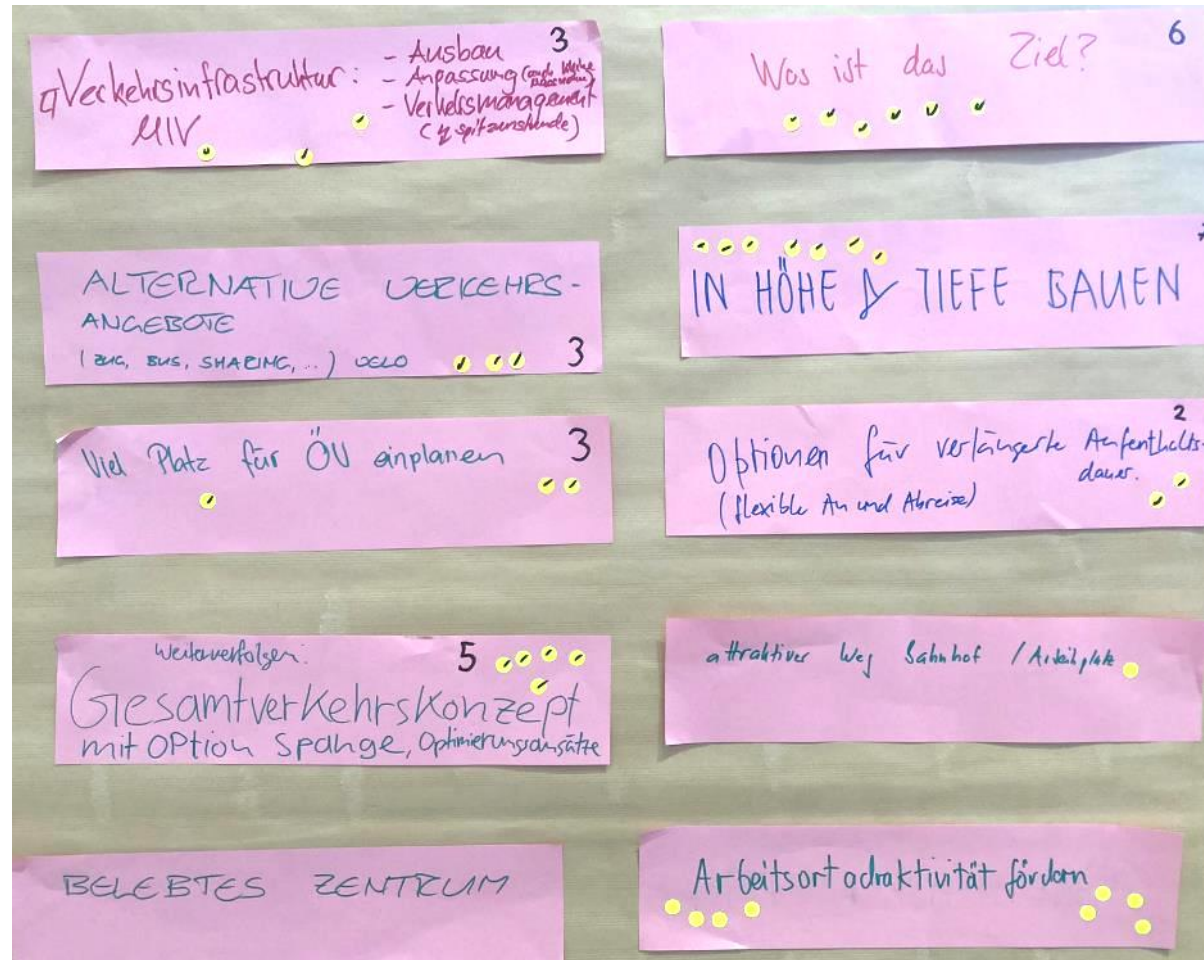 Verkehrsinfrastruktur:
MIV
- Ausbau
- Anpassung
- Verkehrsmanagement
(spitzenstunde)
3
ALTERNATIVE VERKEHRS-
ANGEBOTE
(ZUG, BUS, SHARING, ..) VELO
3
Viel Platz für ÖV einplanen
3
Weiterverfolgen:
5
Gesamtverkehrskonzept
mit OPtion Spange, Optimierungsansätze
BELEBTES ZENTRUM
Was ist das Ziel?
6
IN HÖHE & TIEFE BAUEN
Optionen für verlängerte Aufenthalts-
dauer.
(flexible An und Abreise)
2
attraktiver Weg Bahnhof / Arbeitsplatz
Arbeitsortadraktivität fördern